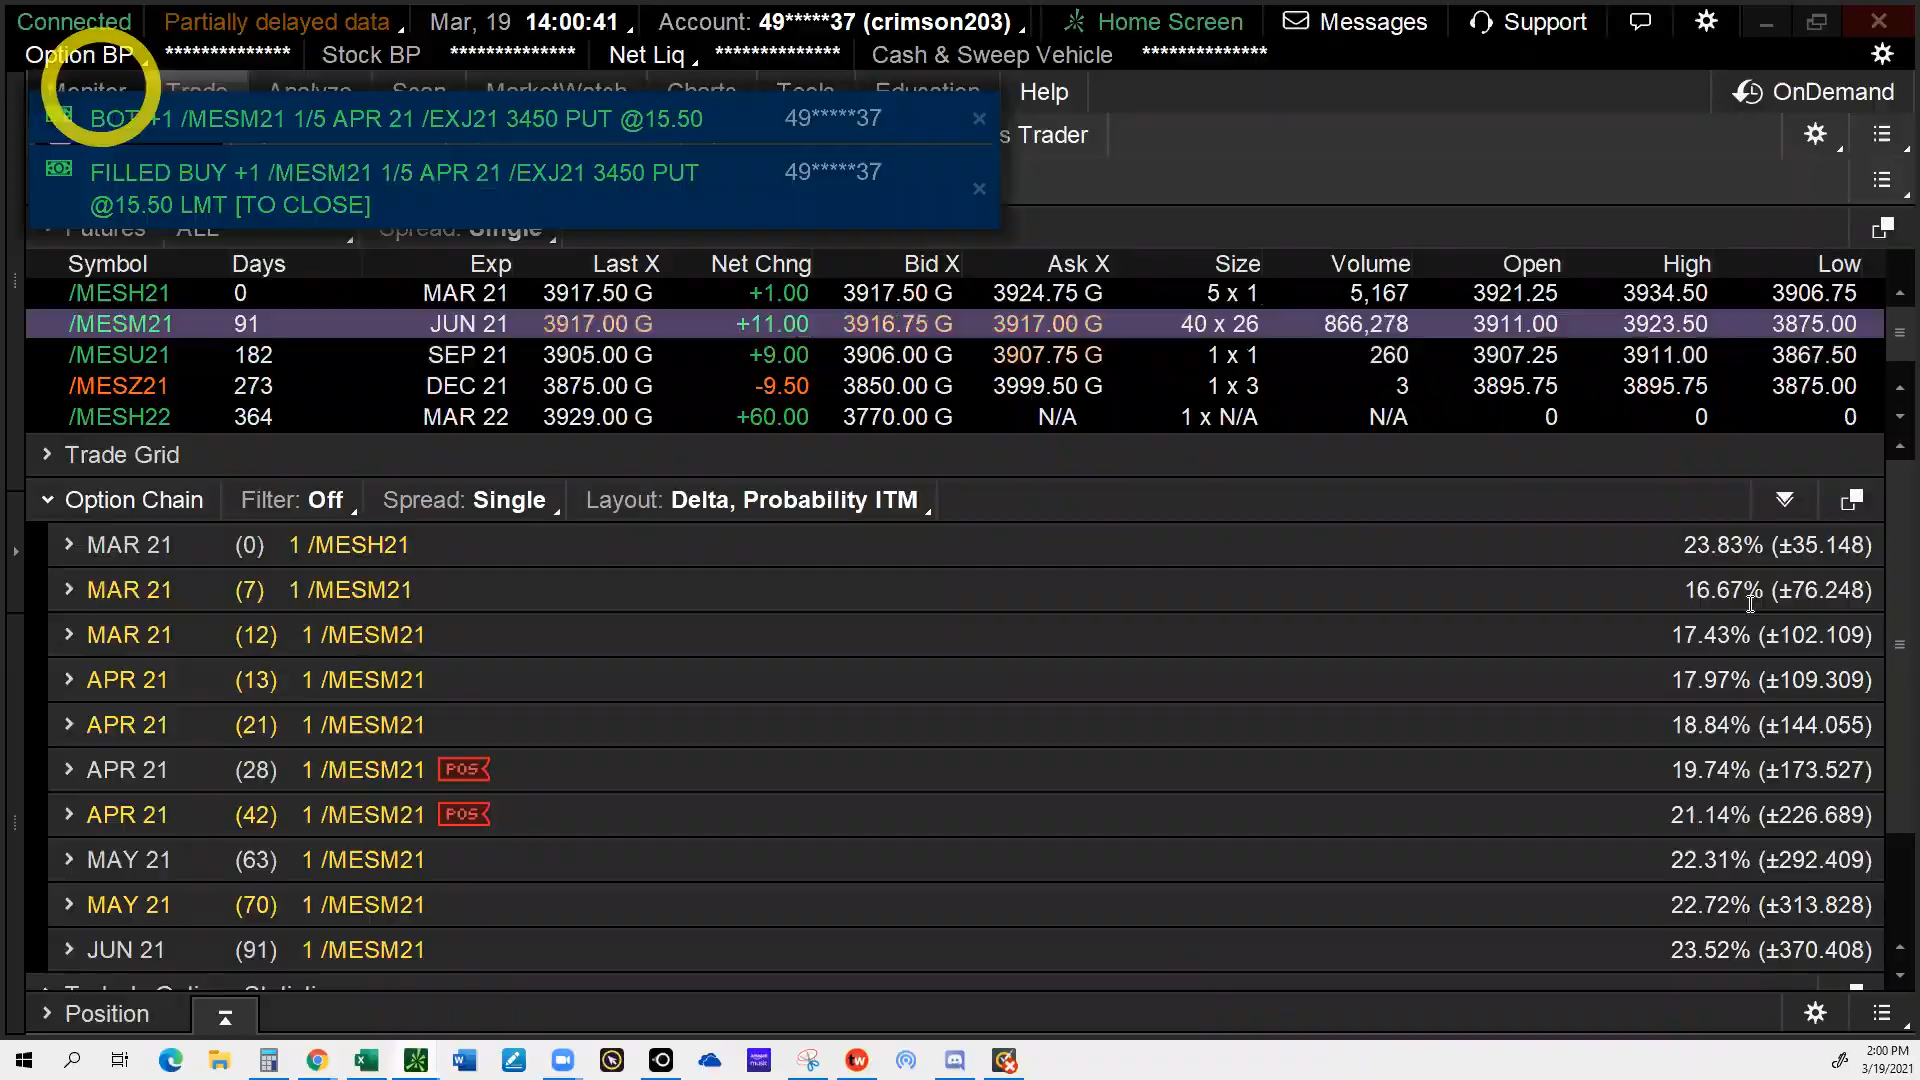 Connected Partially delayed data Mar, 19 14:00:41 Account: 49*****37 (crimson203) Home Screen Messages Support
Option BP ************** Stock BP ************** Net Liq ************** Cash & Sweep Vehicle **************
Monitor Trade Analyze Scan MarketWatch Charts Tools Education Help OnDemand
BOT +1 /MESM21 1/5 APR 21 /EXJ21 3450 PUT @15.50 49*****37
s Trader
FILLED BUY +1 /MESM21 1/5 APR 21 /EXJ21 3450 PUT 49*****37
@15.50 LMT [TO CLOSE]
Futures ALL Spread: Single
Symbol Days Exp Last X Net Chng Bid X Ask X Size Volume Open High Low
/MESH21 0 MAR 21 3917.50 G +1.00 3917.50 G 3924.75 G 5 x 1 5,167 3921.25 3934.50 3906.75
/MESM21 91 JUN 21 3917.00 G +11.00 3916.75 G 3917.00 G 40 x 26 866,278 3911.00 3923.50 3875.00
/MESU21 182 SEP 21 3905.00 G +9.00 3906.00 G 3907.75 G 1 x 1 260 3907.25 3911.00 3867.50
/MESZ21 273 DEC 21 3875.00 G -9.50 3850.00 G 3999.50 G 1 x 3 3 3895.75 3895.75 3875.00
/MESH22 364 MAR 22 3929.00 G +60.00 3770.00 G N/A 1 x N/A N/A 0 0 0
Trade Grid
Option Chain Filter: Off Spread: Single Layout: Delta, Probability ITM
MAR 21 (0) 1 /MESH21 23.83% (±35.148)
MAR 21 (7) 1 /MESM21 16.67% (±76.248)
MAR 21 (12) 1 /MESM21 17.43% (±102.109)
APR 21 (13) 1 /MESM21 17.97% (±109.309)
APR 21 (21) 1 /MESM21 18.84% (±144.055)
APR 21 (28) 1 /MESM21 POS 19.74% (±173.527)
APR 21 (42) 1 /MESM21 POS 21.14% (±226.689)
MAY 21 (63) 1 /MESM21 22.31% (±292.409)
MAY 21 (70) 1 /MESM21 22.72% (±313.828)
JUN 21 (91) 1 /MESM21 23.52% (±370.408)
Position
2:00 PM
3/19/2021